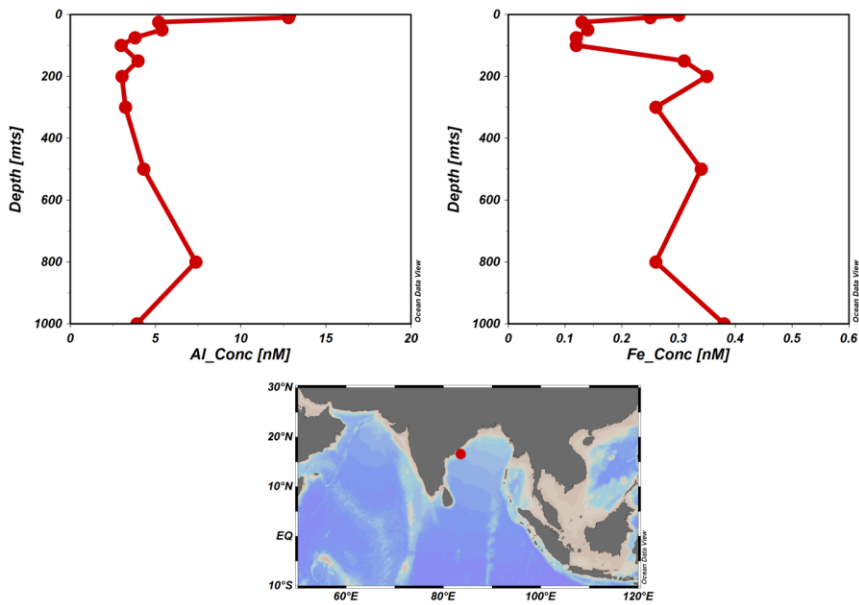 0
200
400
600
800
1000
Depth [mts]
0
5
10
15
20
Al_Conc [nM]
Ocean Data View
0
200
400
600
800
1000
Depth [mts]
0
0.1
0.2
0.3
0.4
0.5
0.6
Fe_Conc [nM]
Ocean Data View
30°N
20°N
10°N
EQ
10°S
60°E
80°E
100°E
120°E
Ocean Data View